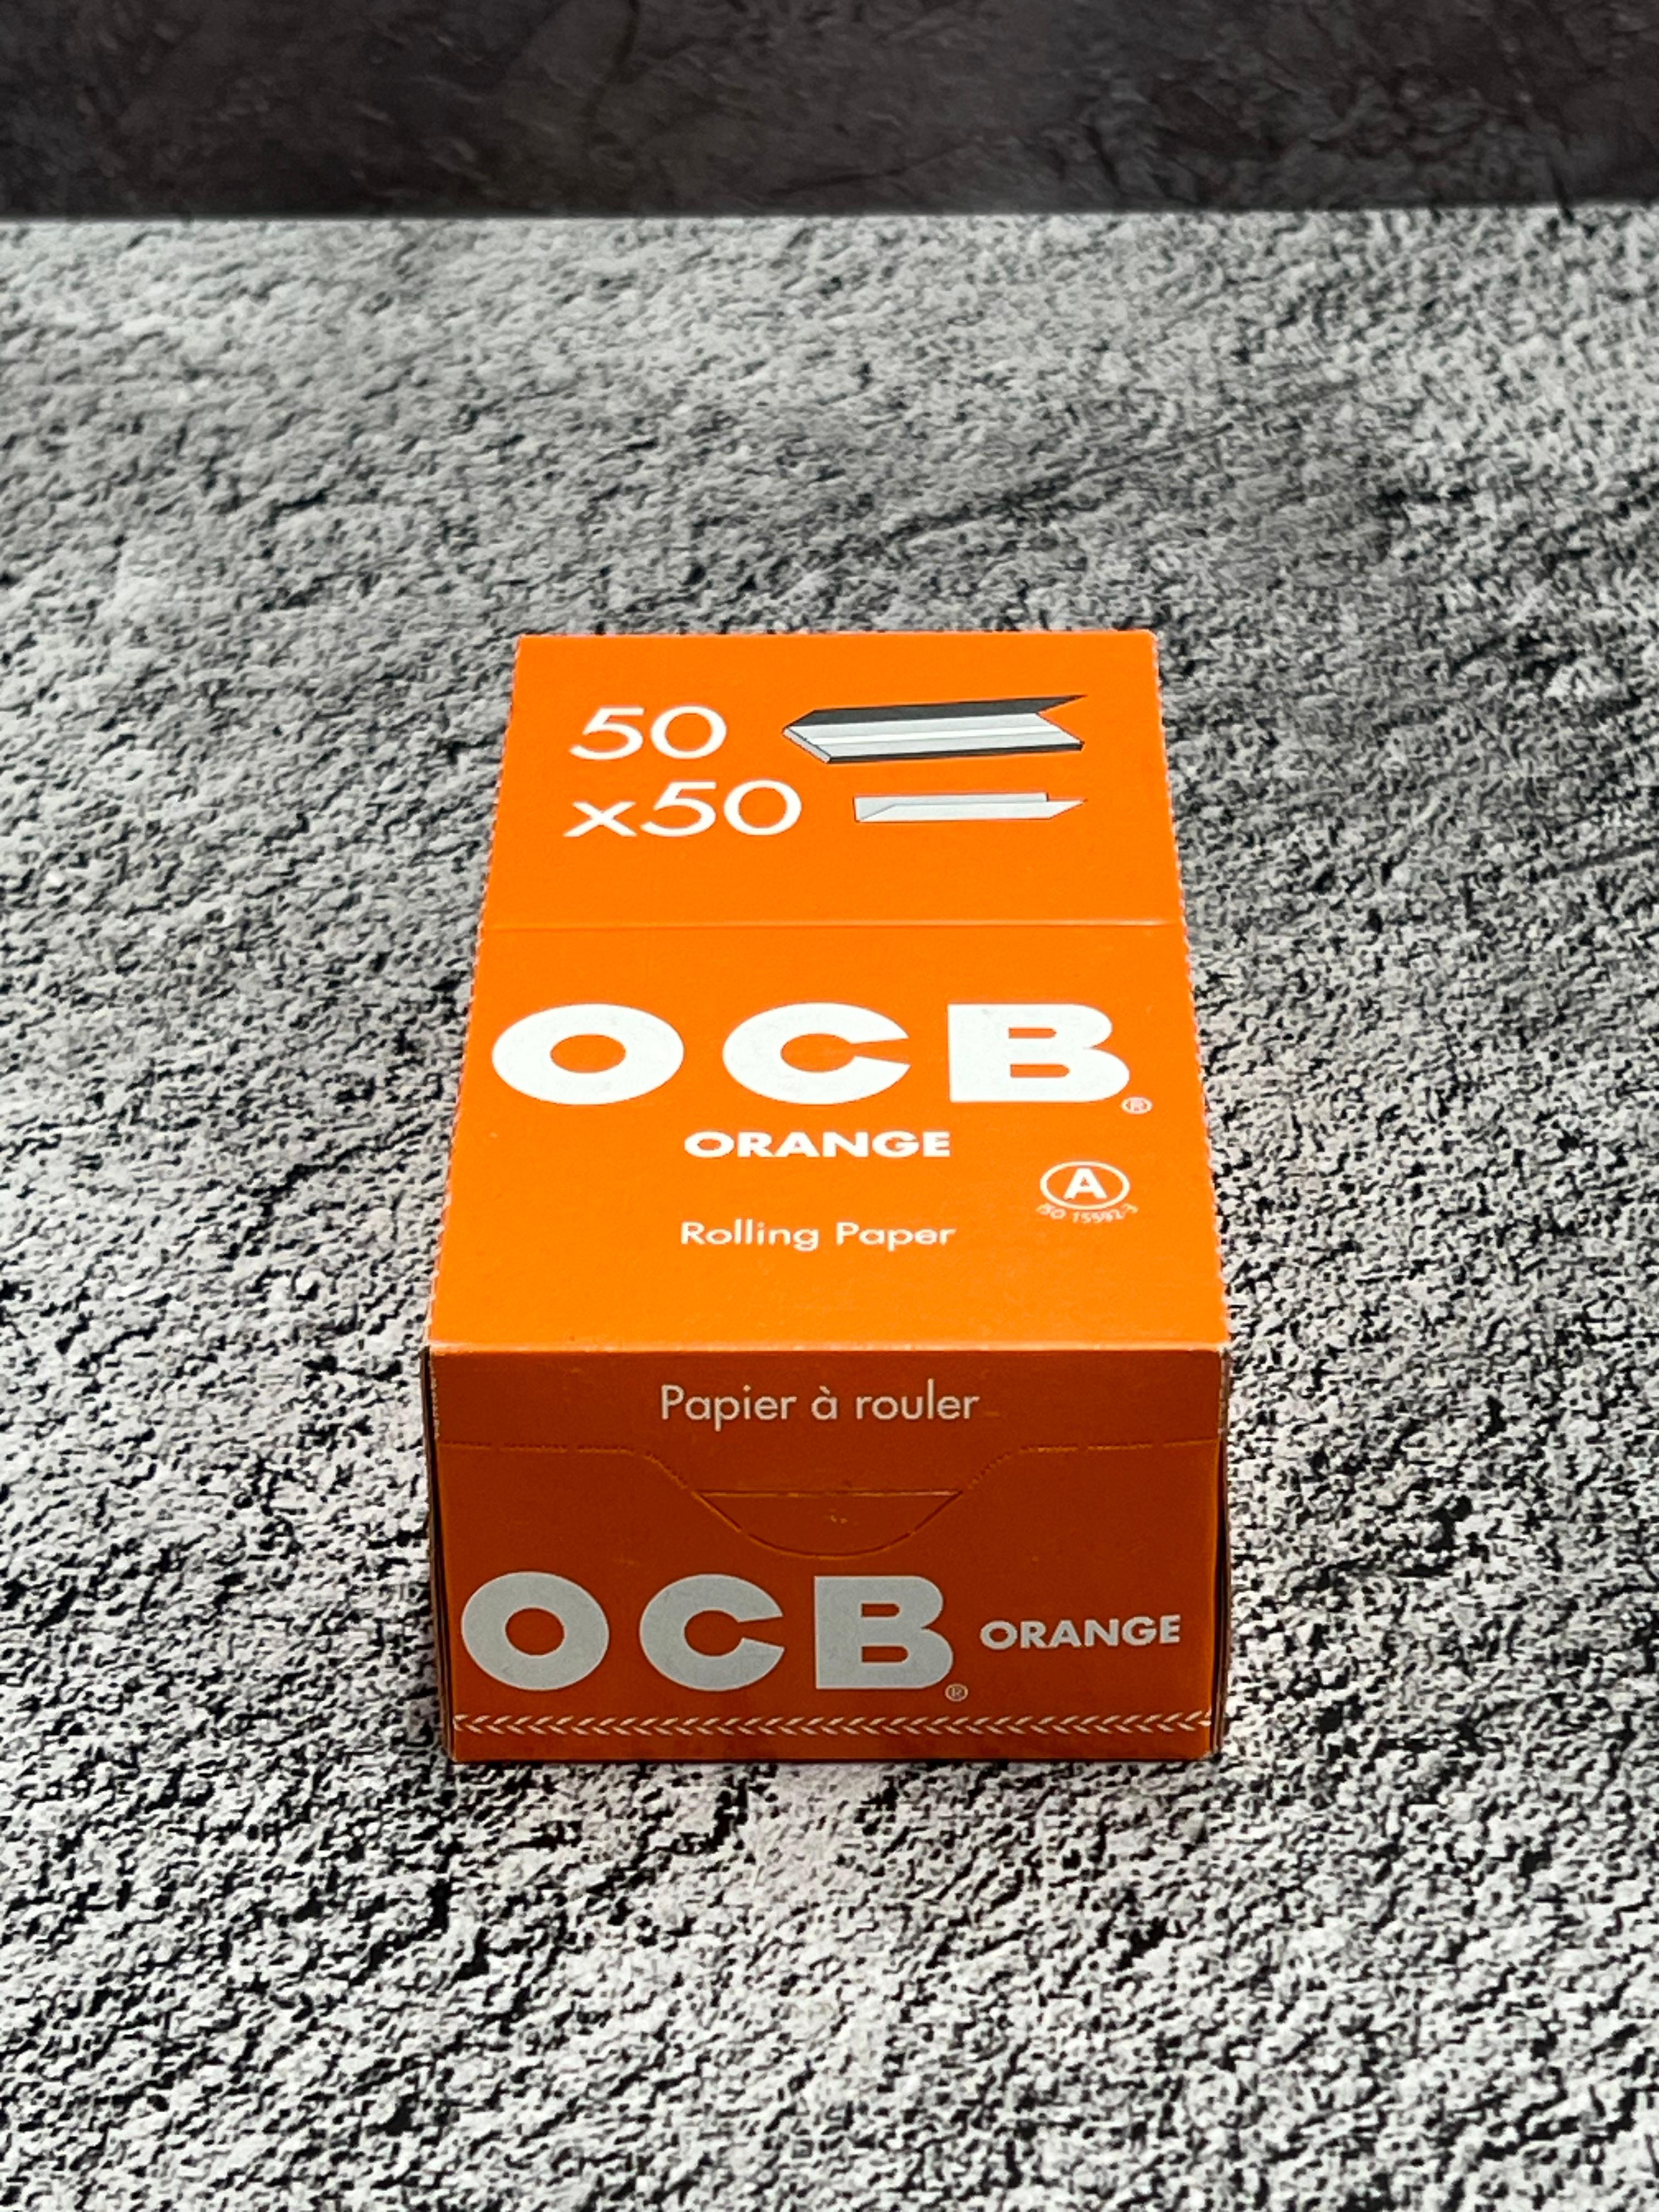 50
x50
OCB®
ORANGE
A
Rolling Paper
Papier à rouler
OCB® ORANGE